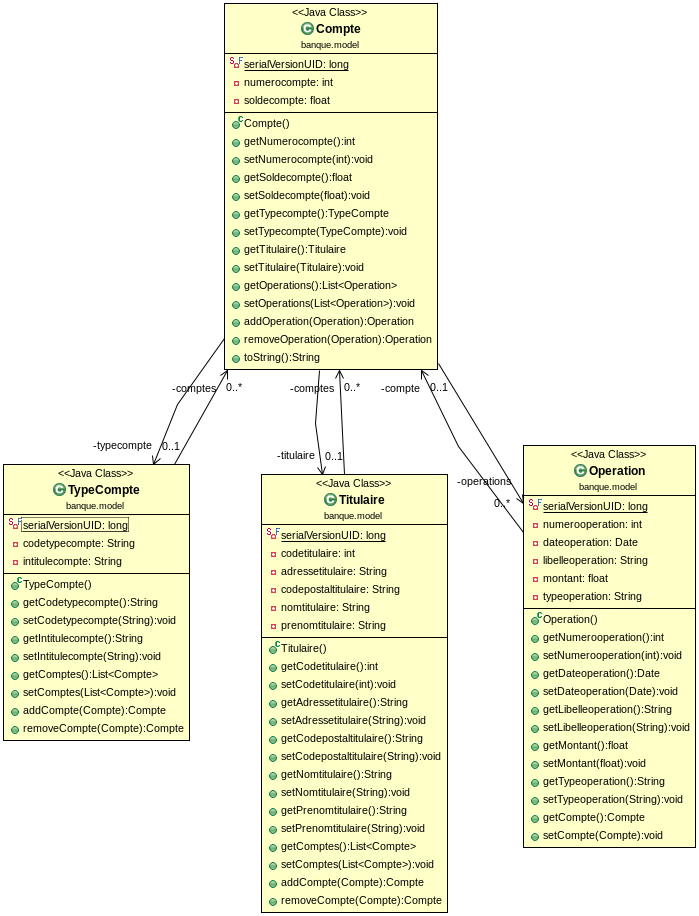 <<Java Class>>
Compte
banque.model
serialVersionUID: long
numerocompte: int
soldecompte: float
Compte()
getNumerocompte():int
setNumerocompte(int):void
getSoldecompte():float
setSoldecompte(float):void
getTypecompte():TypeCompte
setTypecompte(TypeCompte):void
getTitulaire():Titulaire
setTitulaire(Titulaire):void
getOperations():List<Operation>
setOperations(List<Operation>):void
addOperation(Operation):Operation
removeOperation(Operation):Operation
toString():String
-comptes 0..*
-typecompte 0..1
-comptes 0..*
-titulaire 0..1
-compte 0..1
-operations
0..*
<<Java Class>>
TypeCompte
banque.model
serialVersionUID: long
codetypecompte: String
intitulecompte: String
TypeCompte()
getCodetypecompte():String
setCodetypecompte(String):void
getIntitulecompte():String
setIntitulecompte(String):void
getComptes():List<Compte>
setComptes(List<Compte>):void
addCompte(Compte):Compte
removeCompte(Compte):Compte
<<Java Class>>
Titulaire
banque.model
serialVersionUID: long
codetitulaire: int
adressetitulaire: String
codepostaltitulaire: String
nomtitulaire: String
prenomtitulaire: String
Titulaire()
getCodetitulaire():int
setCodetitulaire(int):void
getAdressetitulaire():String
setAdressetitulaire(String):void
getCodepostaltitulaire():String
setCodepostaltitulaire(String):void
getNomtitulaire():String
setNomtitulaire(String):void
getPrenomtitulaire():String
setPrenomtitulaire(String):void
getComptes():List<Compte>
setComptes(List<Compte>):void
addCompte(Compte):Compte
removeCompte(Compte):Compte
<<Java Class>>
Operation
banque.model
serialVersionUID: long
numerooperation: int
dateoperation: Date
libelleoperation: String
montant: float
typeoperation: String
Operation()
getNumerooperation():int
setNumerooperation(int):void
getDateoperation():Date
setDateoperation(Date):void
getLibelleoperation():String
setLibelleoperation(String):void
getMontant():float
setMontant(float):void
getTypeoperation():String
setTypeoperation(String):void
getCompte():Compte
setCompte(Compte):void